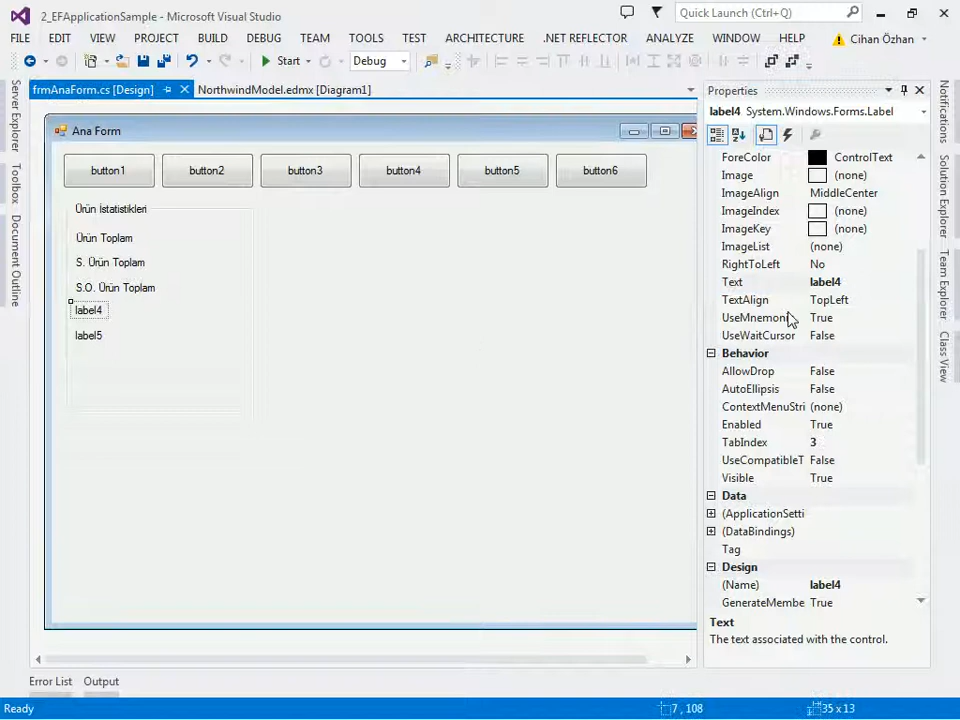 2_EFApplicationSample - Microsoft Visual Studio
Quick Launch (Ctrl+Q)
FILE EDIT VIEW PROJECT BUILD DEBUG TEAM TOOLS TEST ARCHITECTURE .NET REFLECTOR ANALYZE WINDOW HELP Cihan Özhan
Start Debug
frmAnaForm.cs [Design] NorthwindModel.edmx [Diagram1]
Server Explorer
Toolbox
Document Outline
Ana Form
button1 button2 button3 button4 button5 button6
Ürün İstatistikleri
Ürün Toplam
S. Ürün Toplam
S.O. Ürün Toplam
label4
label5
Properties
label4 System.Windows.Forms.Label
ForeColor ControlText
Image (none)
ImageAlign MiddleCenter
ImageIndex (none)
ImageKey (none)
ImageList (none)
RightToLeft No
Text label4
TextAlign TopLeft
UseMnemoni True
UseWaitCursor False
Behavior
AllowDrop False
AutoEllipsis False
ContextMenuStri (none)
Enabled True
TabIndex 3
UseCompatibleT False
Visible True
Data
(ApplicationSetti
(DataBindings)
Tag
Design
(Name) label4
GenerateMembe True
Text
The text associated with the control.
Notifications
Solution Explorer
Team Explorer
Class View
Error List Output
Ready 7 , 108 35 x 13